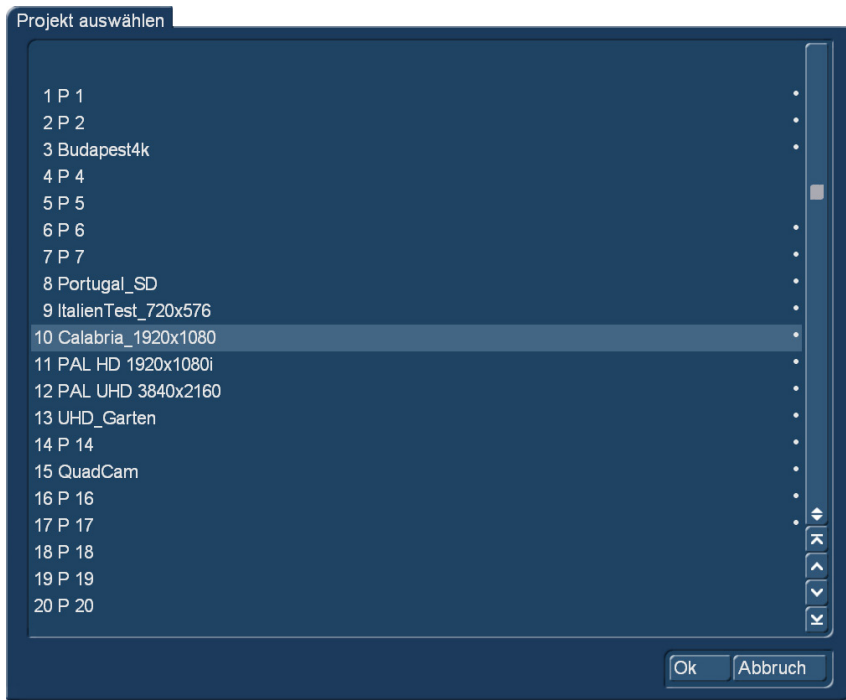 Projekt auswählen
1 P 1
2 P 2
3 Budapest4k
4 P 4
5 P 5
6 P 6
7 P 7
8 Portugal_SD
9 ItalienTest_720x576
10 Calabria_1920x1080
11 PAL HD 1920x1080i
12 PAL UHD 3840x2160
13 UHD_Garten
14 P 14
15 QuadCam
16 P 16
17 P 17
18 P 18
19 P 19
20 P 20
Ok Abbruch